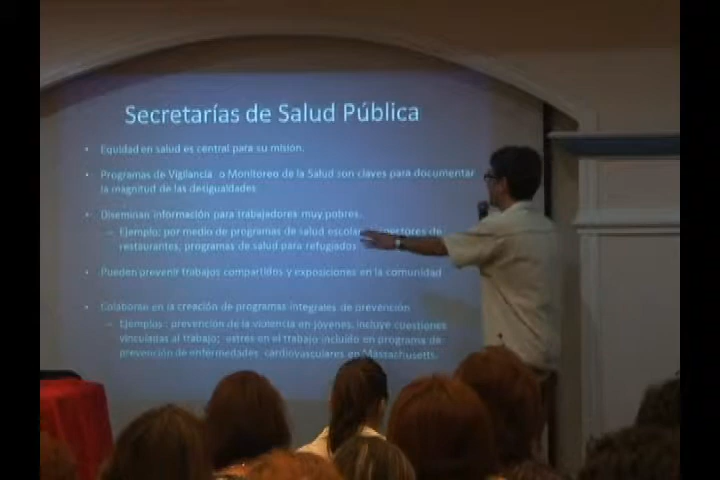 Secretarías de Salud Pública
• Equidad en salud es central para su misión.
• Programas de Vigilancia o Monitoreo de la Salud son claves para documentar
la magnitud de las desigualdades
• Diseminan información para trabajadores muy pobres.
– Ejemplo: por medio de programas de salud escolar, de
restaurantes, programas de salud para refugiados
• Pueden prevenir trabajos compartidos y exposiciones en la comunidad
• Colaboran en la creación de programas integrales de prevención
– Ejemplos : prevención de la violencia en jóvenes, incluye cuestiones
vinculadas al trabajo; estrés en el trabajo incluido en programa de
prevención de enfermedades cardiovasculares en Massachusetts.